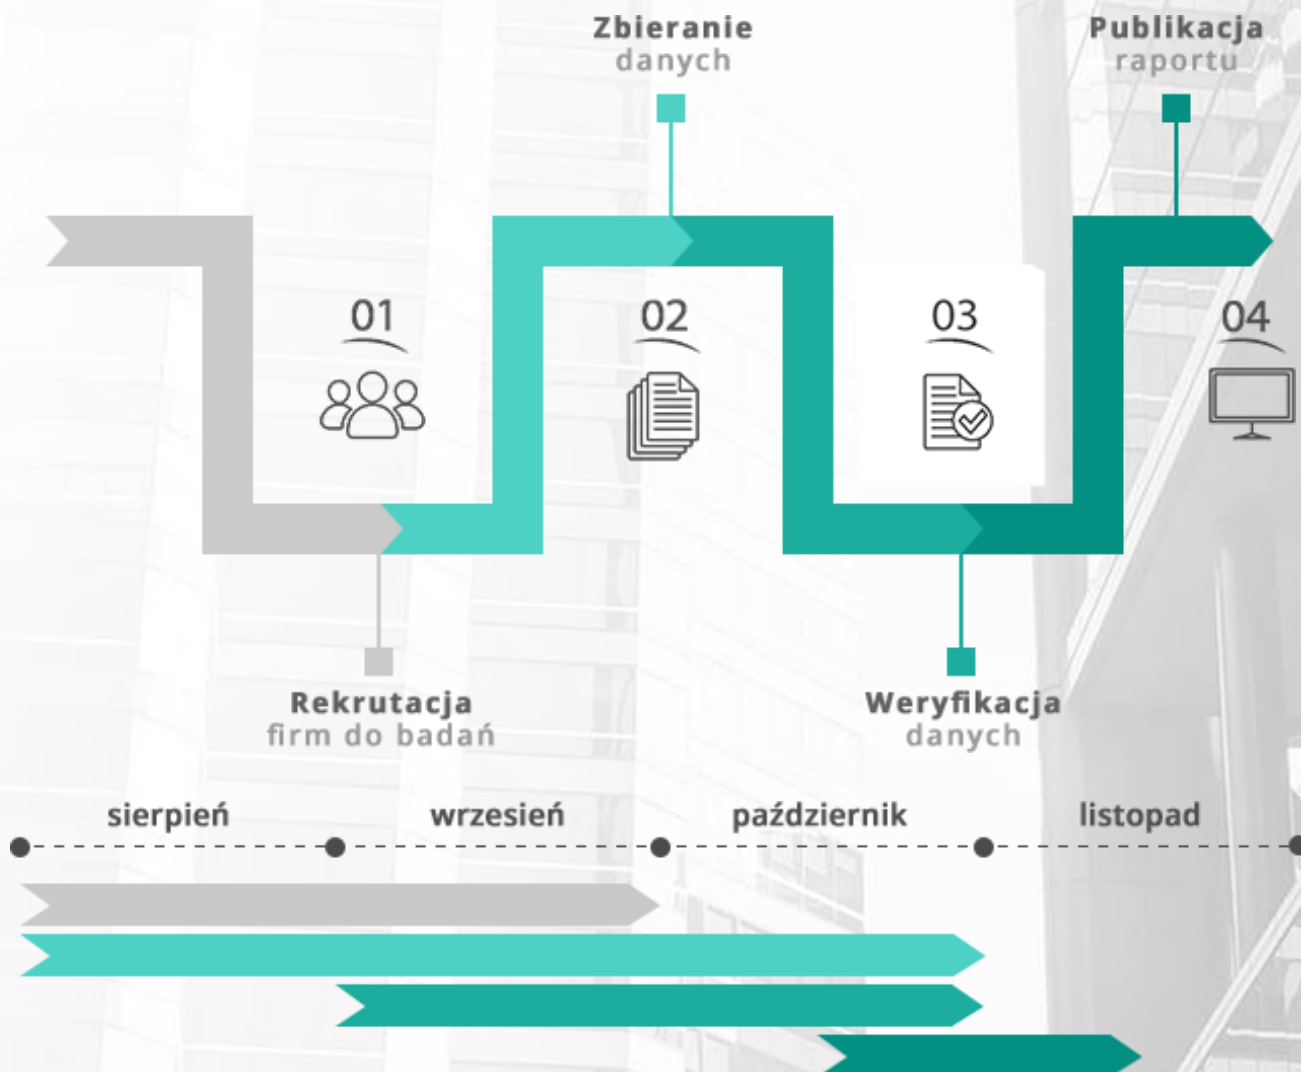 Zbieranie
danych
Publikacja
raportu
01
02
03
04
Rekrutacja
firm do badań
Weryfikacja
danych
sierpień
wrzesień
październik
listopad